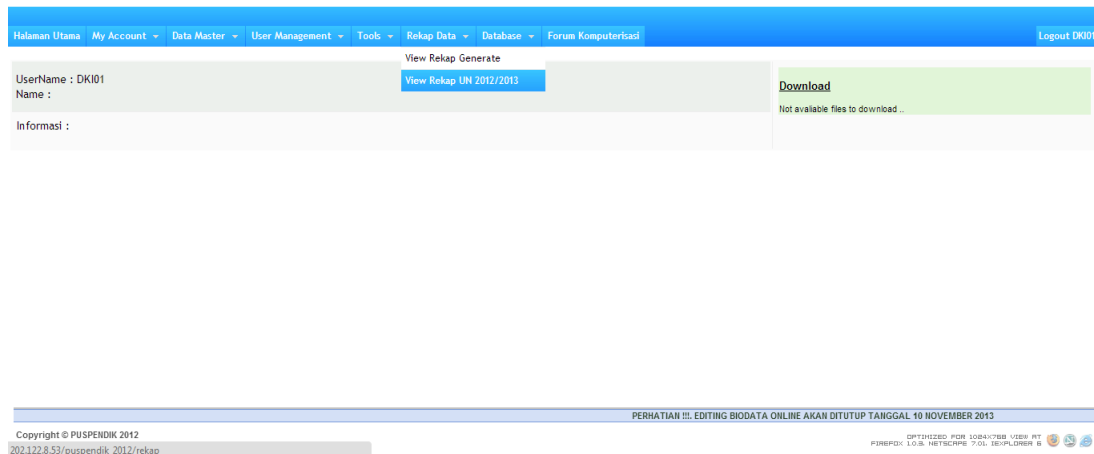 Halaman Utama My Account Data Master User Management Tools Rekap Data Database Forum Komputerisasi Logout DKI01
View Rekap Generate
View Rekap UN 2012/2013
UserName : DKI01
Name :
Informasi :
Download
Not avaliable files to download ..
PERHATIAN !!!. EDITING BIODATA ONLINE AKAN DITUTUP TANGGAL 10 NOVEMBER 2013
Copyright © PUSPENDIK 2012
202.122.8.53/puspendik_2012/rekap
OPTIMIZED FOR 1024X768 VIEW AT
FIREFOX 1.0.3, NETSCAPE 7.01, IEXPLORER 6